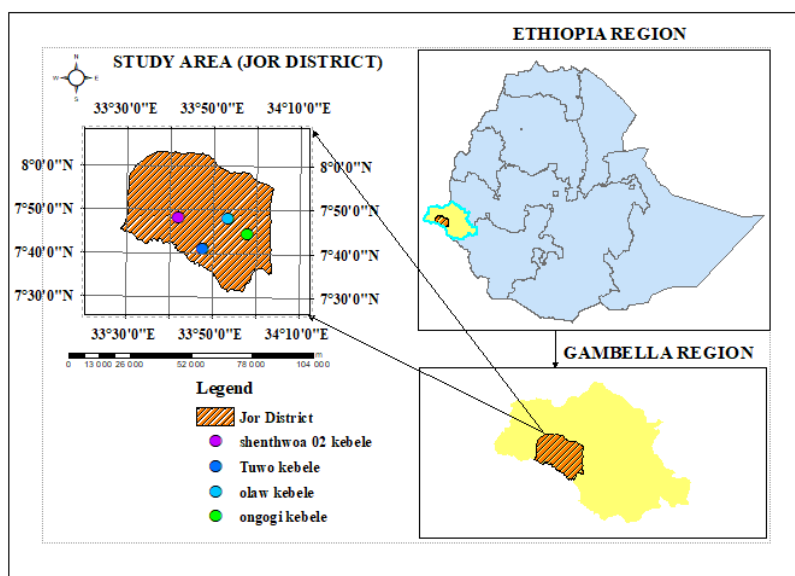 ETHIOPIA REGION
STUDY AREA (JOR DISTRICT)
N
W E
S
33°30'0"E 33°50'0"E 34°10'0"E
8°0'0"N 8°0'0"N
7°50'0"N 7°50'0"N
7°40'0"N 7°40'0"N
7°30'0"N 7°30'0"N
33°30'0"E 33°50'0"E 34°10'0"E
m
0 13 000 26 000 52 000 78 000 104 000
GAMBELLA REGION
Legend
Jor District
shenthwoa 02 kebele
Tuwo kebele
olaw kebele
ongogi kebele